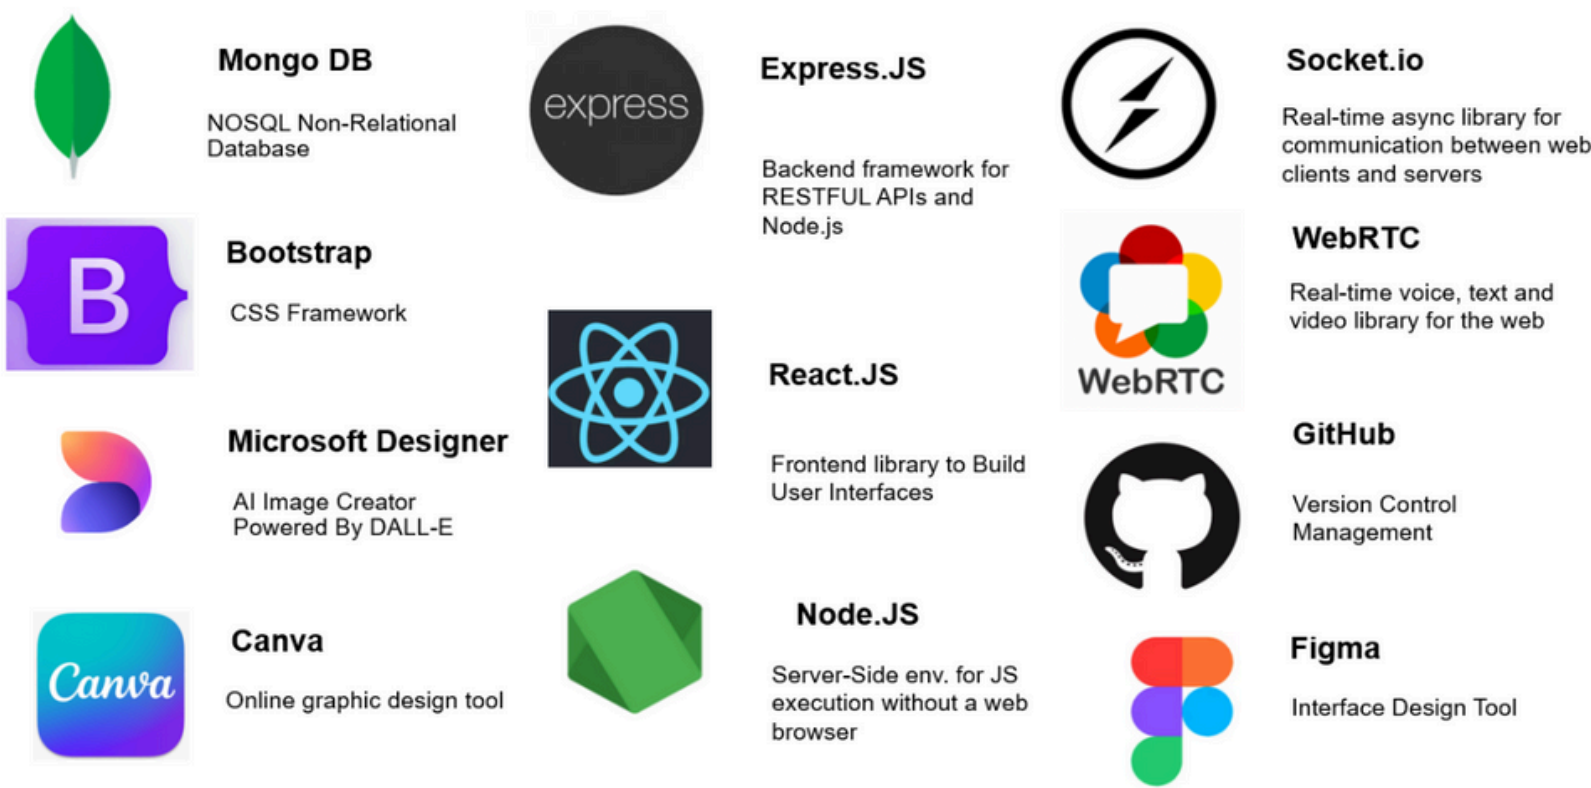 Mongo DB
NOSQL Non-Relational
Database
B
Bootstrap
CSS Framework
Microsoft Designer
AI Image Creator
Powered By DALL-E
Canva
Canva
Online graphic design tool
express
Express.JS
Backend framework for
RESTFUL APIs and
Node.js
React.JS
Frontend library to Build
User Interfaces
Node.JS
Server-Side env. for JS
execution without a web
browser
Socket.io
Real-time async library for
communication between web
clients and servers
WebRTC
WebRTC
Real-time voice, text and
video library for the web
GitHub
Version Control
Management
Figma
Interface Design Tool